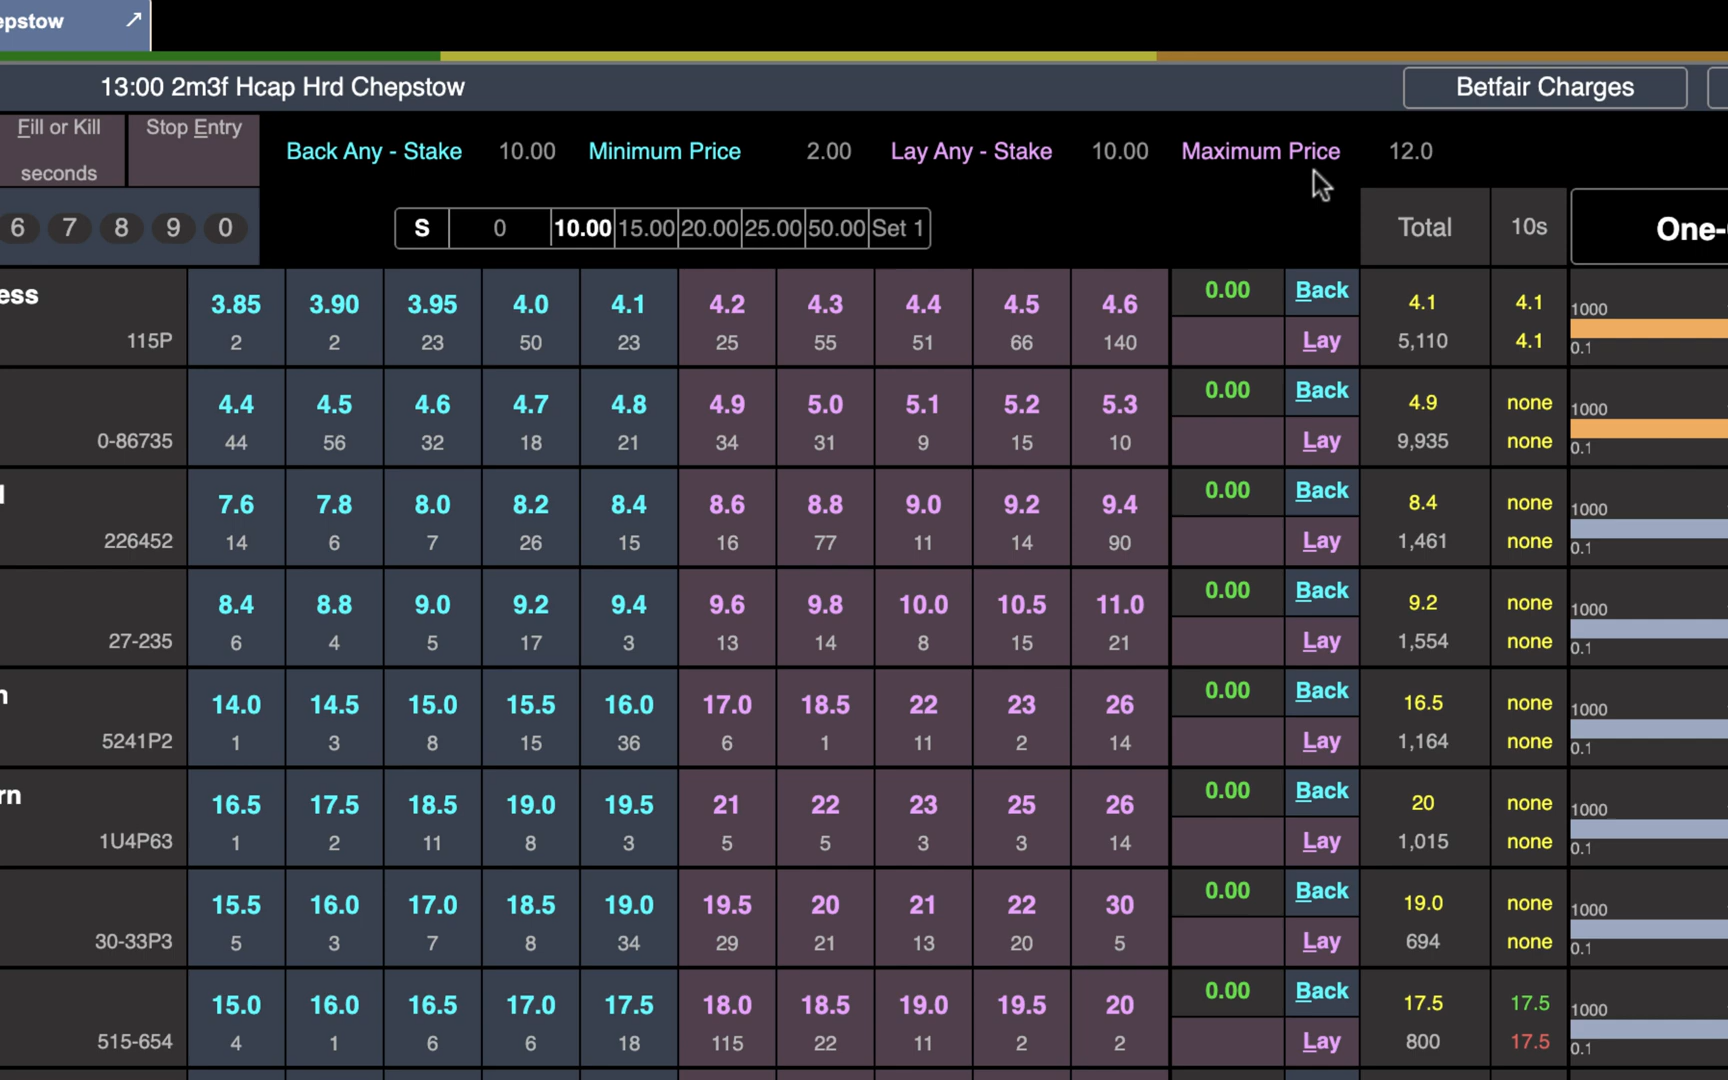 epstow ↗
13:00 2m3f Hcap Hrd Chepstow Betfair Charges
Fill or Kill Stop Entry
seconds
Back Any - Stake 10.00 Minimum Price 2.00 Lay Any - Stake 10.00 Maximum Price 12.0
6 7 8 9 0 S 0 10.00 15.00 20.00 25.00 50.00 Set 1 Total 10s One-
ess 3.85 3.90 3.95 4.0 4.1 4.2 4.3 4.4 4.5 4.6 0.00 Back 4.1 4.1 1000
115P 2 2 23 50 23 25 55 51 66 140 Lay 5,110 4.1 0.1
4.4 4.5 4.6 4.7 4.8 4.9 5.0 5.1 5.2 5.3 0.00 Back 4.9 none 1000
0-86735 44 56 32 18 21 34 31 9 15 10 Lay 9,935 none 0.1
7.6 7.8 8.0 8.2 8.4 8.6 8.8 9.0 9.2 9.4 0.00 Back 8.4 none 1000
226452 14 6 7 26 15 16 77 11 14 90 Lay 1,461 none 0.1
8.4 8.8 9.0 9.2 9.4 9.6 9.8 10.0 10.5 11.0 0.00 Back 9.2 none 1000
27-235 6 4 5 17 3 13 14 8 15 21 Lay 1,554 none 0.1
14.0 14.5 15.0 15.5 16.0 17.0 18.5 22 23 26 0.00 Back 16.5 none 1000
5241P2 1 3 8 15 36 6 1 11 2 14 Lay 1,164 none 0.1
rn 16.5 17.5 18.5 19.0 19.5 21 22 23 25 26 0.00 Back 20 none 1000
1U4P63 1 2 11 8 3 5 5 3 3 14 Lay 1,015 none 0.1
15.5 16.0 17.0 18.5 19.0 19.5 20 21 22 30 0.00 Back 19.0 none 1000
30-33P3 5 3 7 8 34 29 21 13 20 5 Lay 694 none 0.1
15.0 16.0 16.5 17.0 17.5 18.0 18.5 19.0 19.5 20 0.00 Back 17.5 17.5 1000
515-654 4 1 6 6 18 115 22 11 2 2 Lay 800 17.5 0.1